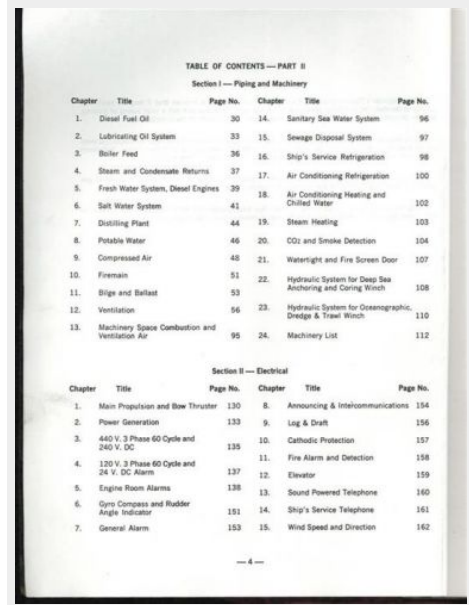 TABLE OF CONTENTS — PART II
Section I — Piping and Machinery
Chapter Title Page No.
1. Diesel Fuel Oil 30
2. Lubricating Oil System 33
3. Boiler Feed 36
4. Steam and Condensate Returns 37
5. Fresh Water System, Diesel Engines 39
6. Salt Water System 41
7. Distilling Plant 44
8. Potable Water 46
9. Compressed Air 48
10. Firemain 51
11. Bilge and Ballast 53
12. Ventilation 56
13. Machinery Space Combustion and
Ventilation Air 95
Chapter Title Page No.
14. Sanitary Sea Water System 96
15. Sewage Disposal System 97
16. Ship's Service Refrigeration 98
17. Air Conditioning Refrigeration 100
18. Air Conditioning Heating and
Chilled Water 102
19. Steam Heating 103
20. CO2 and Smoke Detection 104
21. Watertight and Fire Screen Door 107
22. Hydraulic System for Deep Sea
Anchoring and Coring Winch 108
23. Hydraulic System for Oceanographic,
Dredge & Trawl Winch 110
24. Machinery List 112
Section II — Electrical
Chapter Title Page No.
1. Main Propulsion and Bow Thruster 130
2. Power Generation 133
3. 440 V. 3 Phase 60 Cycle and
240 V. DC 135
4. 120 V. 3 Phase 60 Cycle and
24 V. DC Alarm 137
5. Engine Room Alarms 138
6. Gyro Compass and Rudder
Angle Indicator 151
7. General Alarm 153
Chapter Title Page No.
8. Announcing & Intercommunications 154
9. Log & Draft 156
10. Cathodic Protection 157
11. Fire Alarm and Detection 158
12. Elevator 159
13. Sound Powered Telephone 160
14. Ship's Service Telephone 161
15. Wind Speed and Direction 162
— 4 —